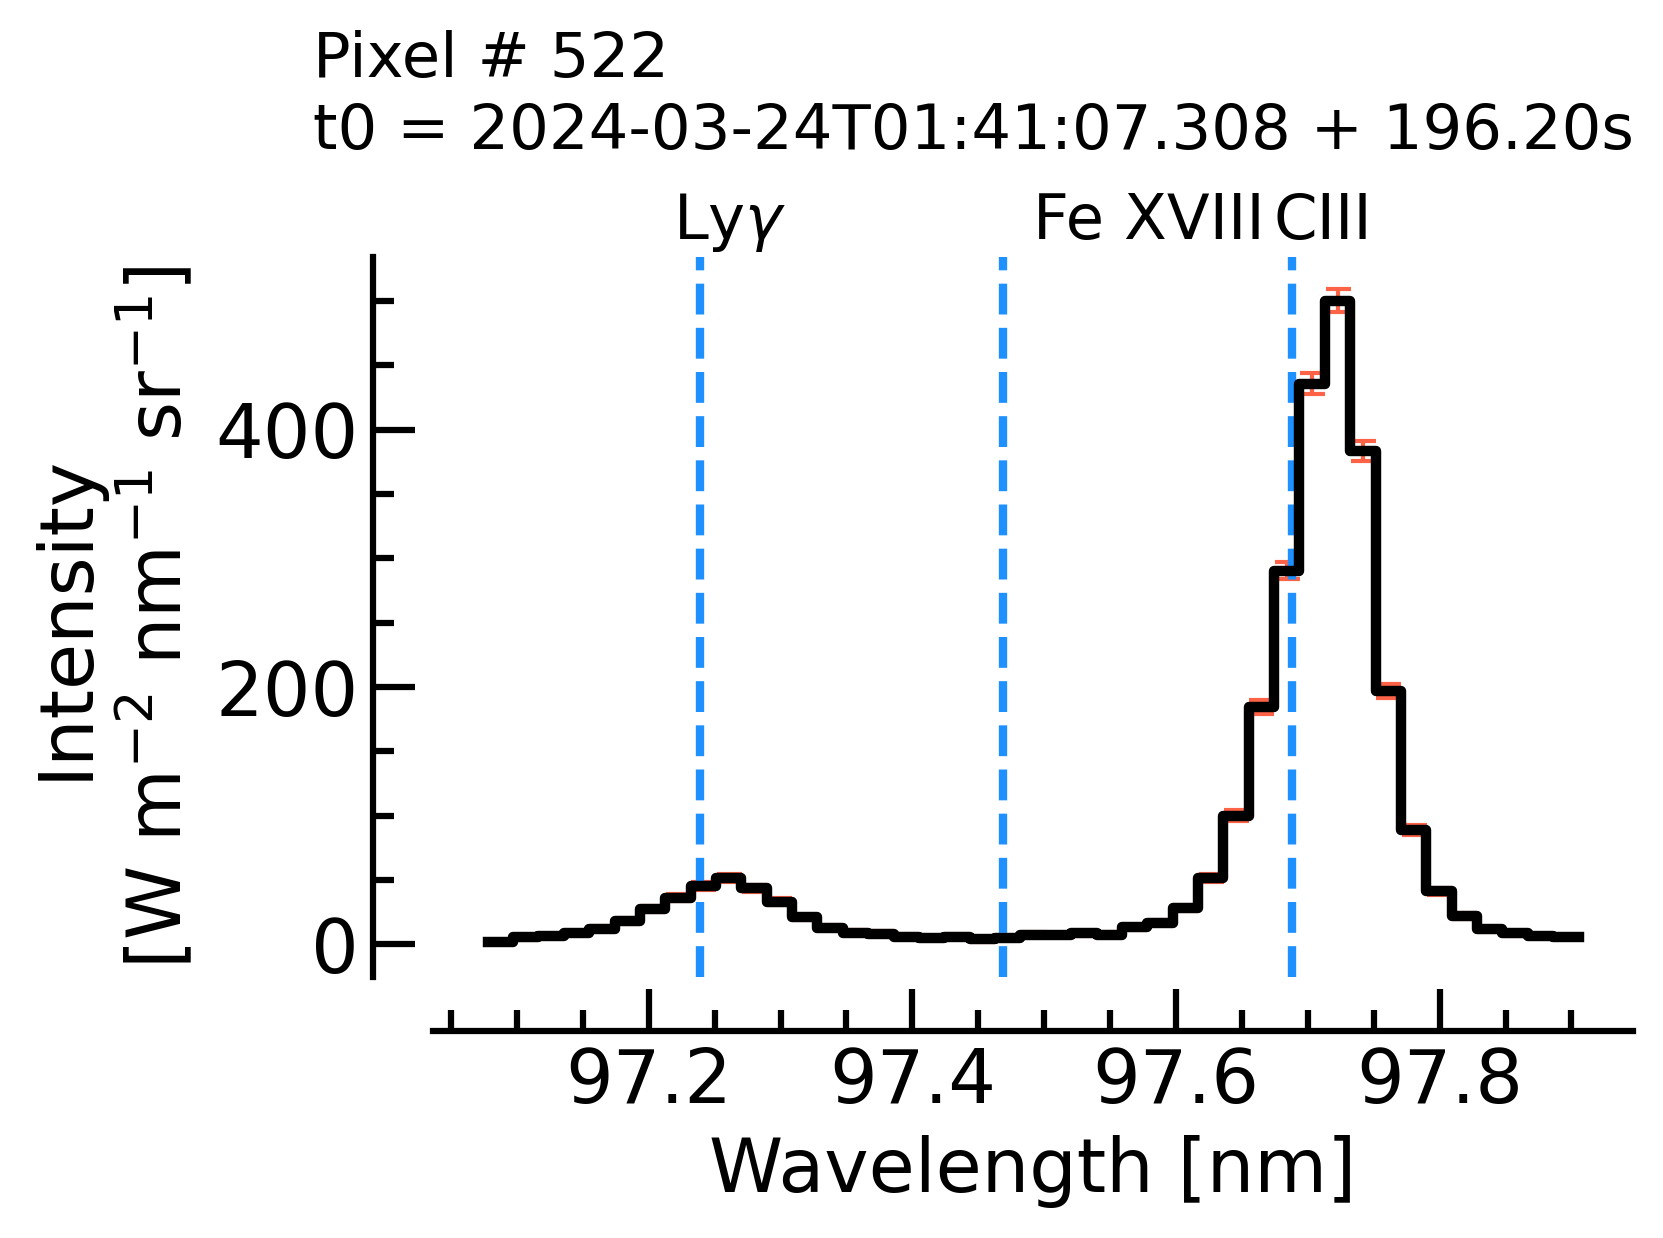 Pixel # 522
t0 = 2024-03-24T01:41:07.308 + 196.20s
Lyγ Fe XVIII CIII
Intensity
[W m⁻² nm⁻¹ sr⁻¹]
400
200
0
97.2 97.4 97.6 97.8
Wavelength [nm]